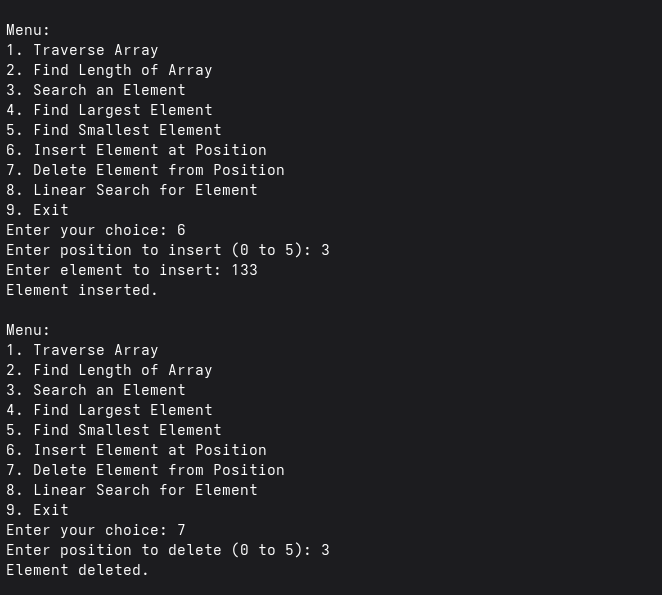 Menu:
1. Traverse Array
2. Find Length of Array
3. Search an Element
4. Find Largest Element
5. Find Smallest Element
6. Insert Element at Position
7. Delete Element from Position
8. Linear Search for Element
9. Exit
Enter your choice: 6
Enter position to insert (0 to 5): 3
Enter element to insert: 133
Element inserted.

Menu:
1. Traverse Array
2. Find Length of Array
3. Search an Element
4. Find Largest Element
5. Find Smallest Element
6. Insert Element at Position
7. Delete Element from Position
8. Linear Search for Element
9. Exit
Enter your choice: 7
Enter position to delete (0 to 5): 3
Element deleted.